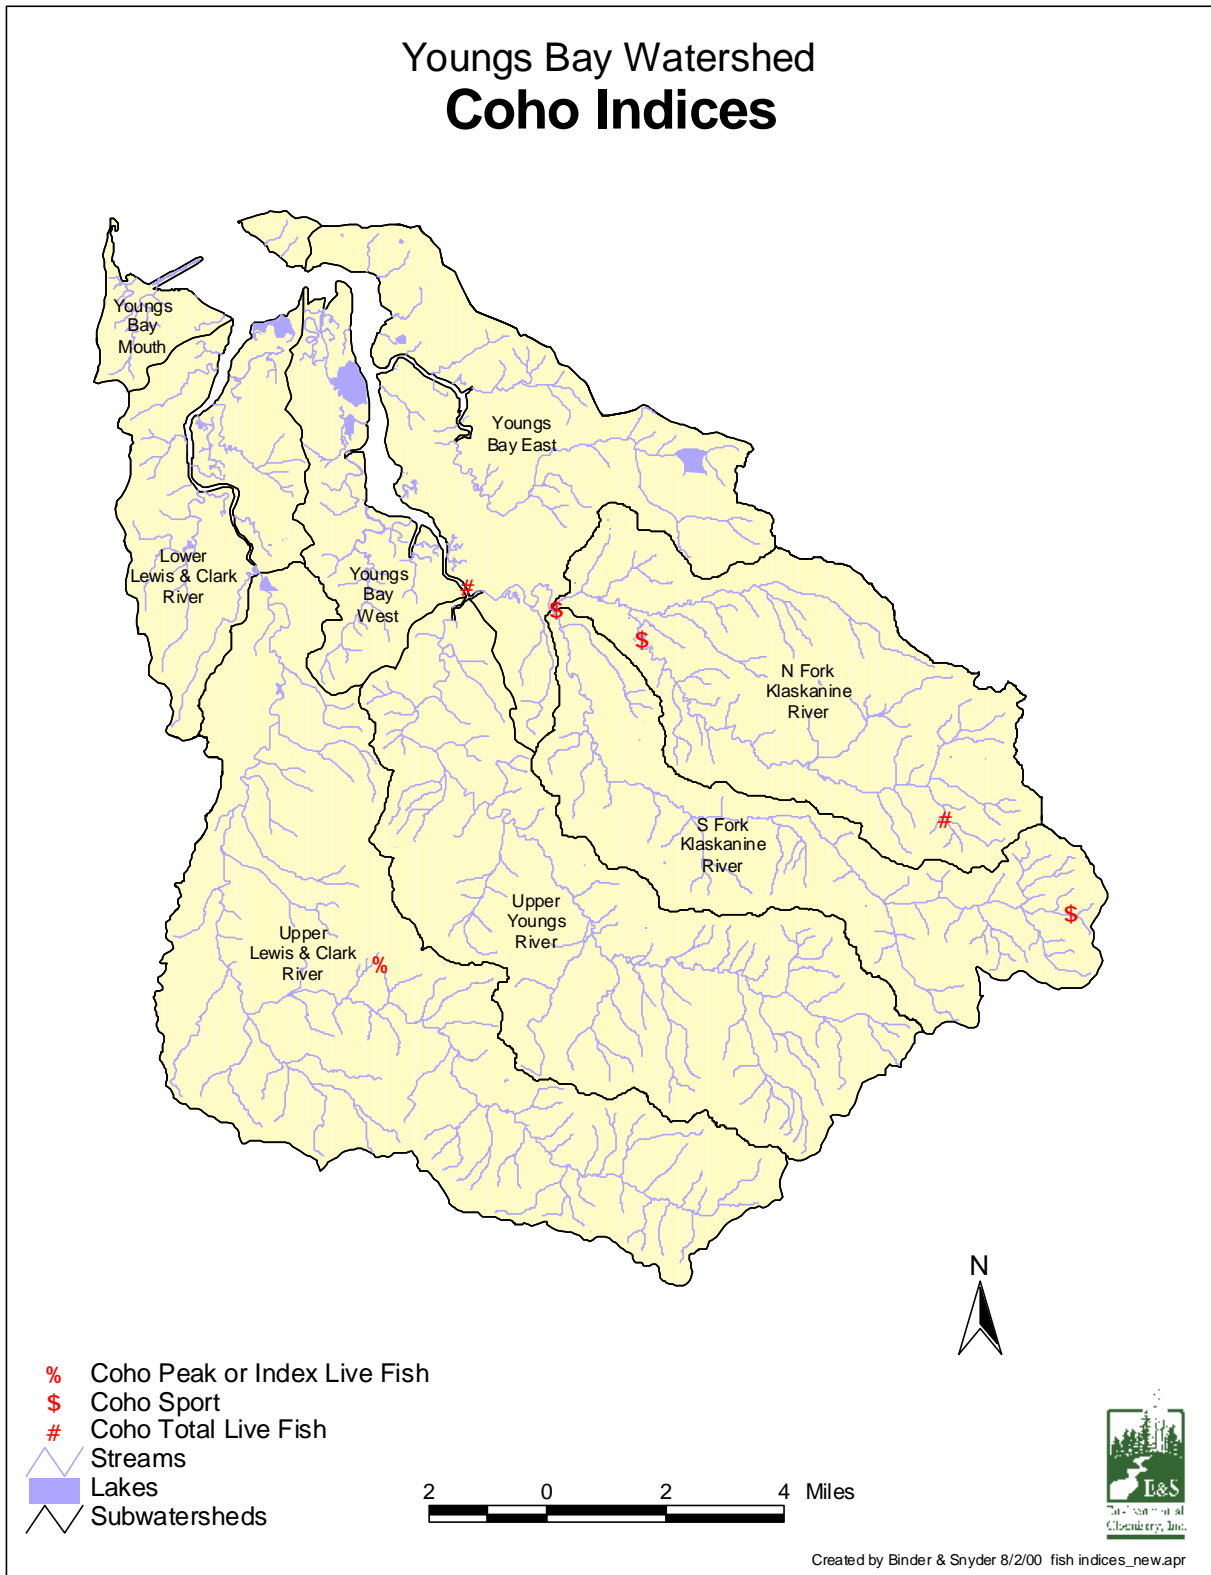 Youngs Bay Watershed
Coho Indices
Youngs
Bay
Mouth
Youngs
Bay East
Lower
Lewis & Clark
River
Youngs
Bay
West
#
$
$
N Fork
Klaskanine
River
#
S Fork
Klaskanine
River
$
Upper
Youngs
River
Upper
Lewis & Clark
River
%
N
% Coho Peak or Index Live Fish
$ Coho Sport
# Coho Total Live Fish
Streams
Lakes
Subwatersheds
2 0 2 4 Miles
E&S
Chemistry, Inc.
Created by Binder & Snyder 8/2/00 fish indices_new.apr